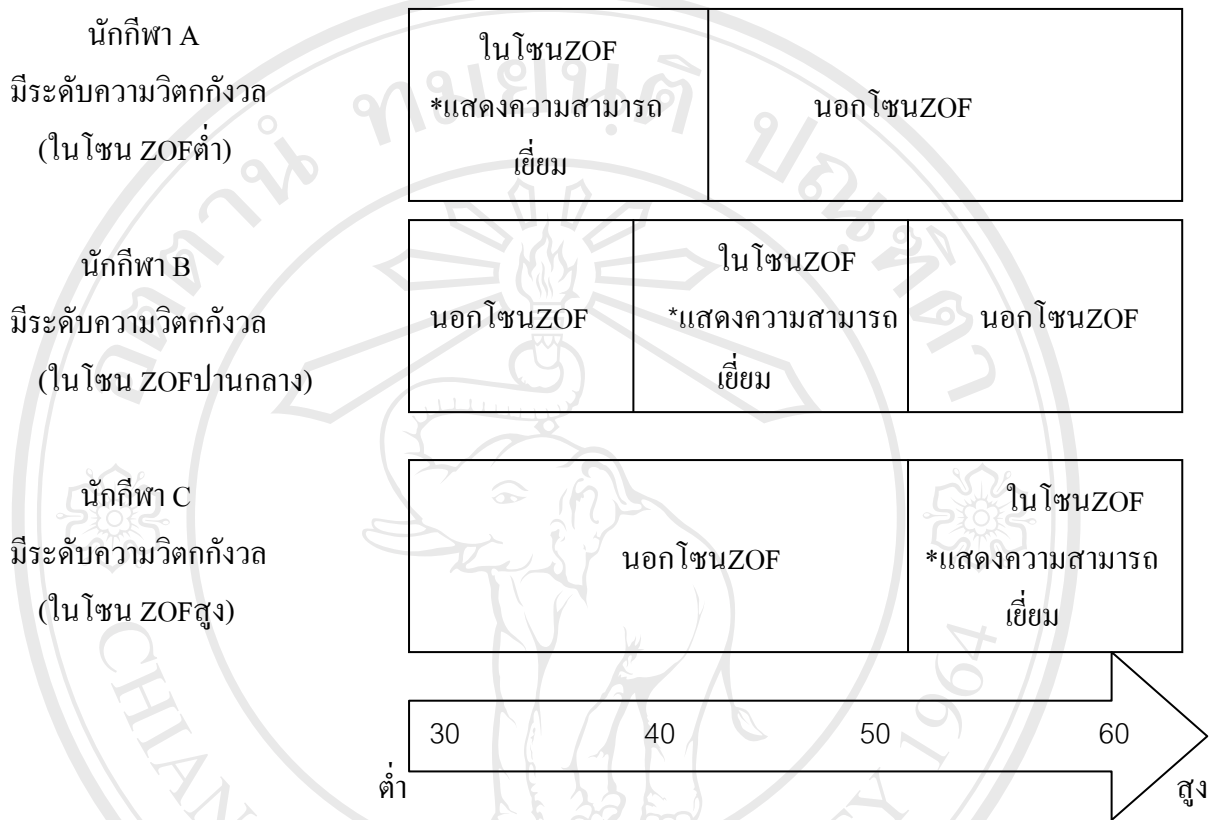 นักกีฬา A
มีระดับความวิตกกังวล
(ในโซน ZOFต่ำ)
ในโซนZOF
*แสดงความสามารถ
เยี่ยม
นอกโซนZOF
นักกีฬา B
มีระดับความวิตกกังวล
(ในโซน ZOFปานกลาง)
นอกโซนZOF
ในโซนZOF
*แสดงความสามารถ
เยี่ยม
นอกโซนZOF
นักกีฬา C
มีระดับความวิตกกังวล
(ในโซน ZOFสูง)
นอกโซนZOF
ในโซนZOF
*แสดงความสามารถ
เยี่ยม
30 40 50 60
ต่ำ สูง
1964